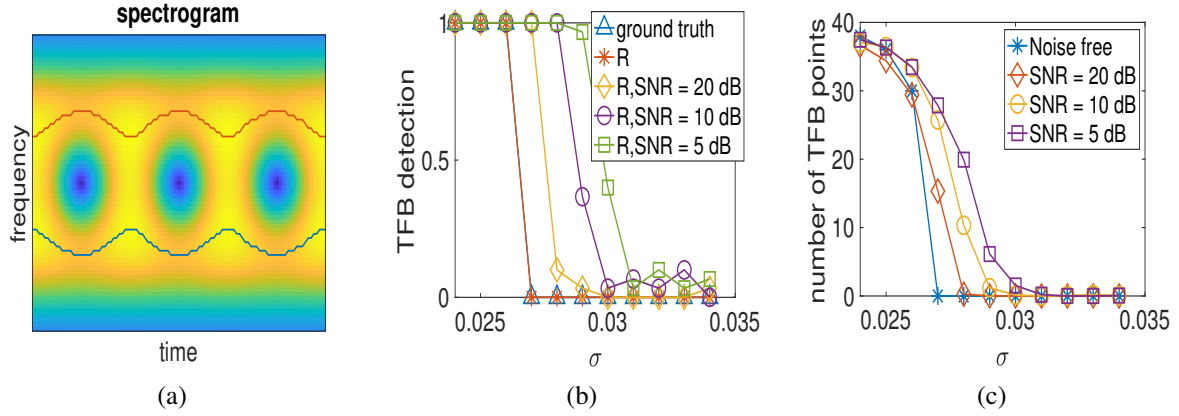 spectrogram
frequency
time
(a)
TFB detection
1
0.5
0
0.025
0.03
0.035
σ
ground truth
R
R,SNR = 20 dB
R,SNR = 10 dB
R,SNR = 5 dB
(b)
number of TFB points
40
30
20
10
0
0.025
0.03
0.035
σ
Noise free
SNR = 20 dB
SNR = 10 dB
SNR = 5 dB
(c)